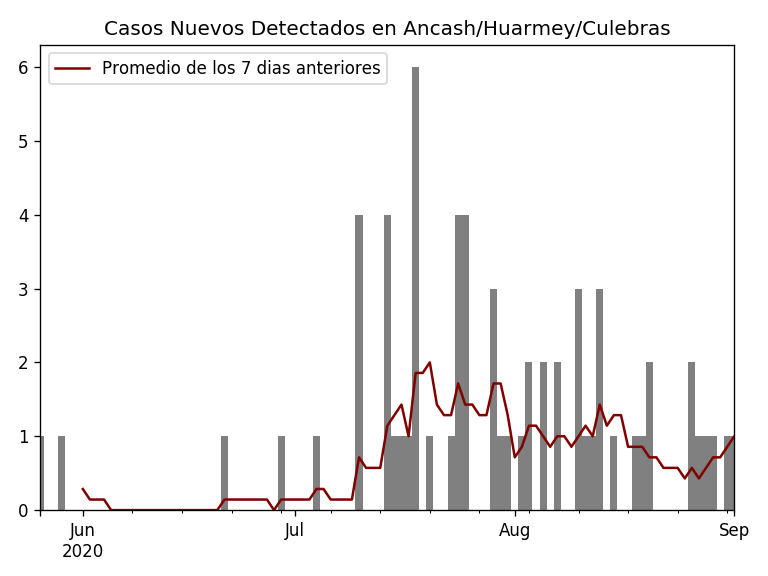 Casos Nuevos Detectados en Ancash/Huarmey/Culebras
Promedio de los 7 dias anteriores
6
5
4
3
2
1
0
Jun
2020
Jul
Aug
Sep